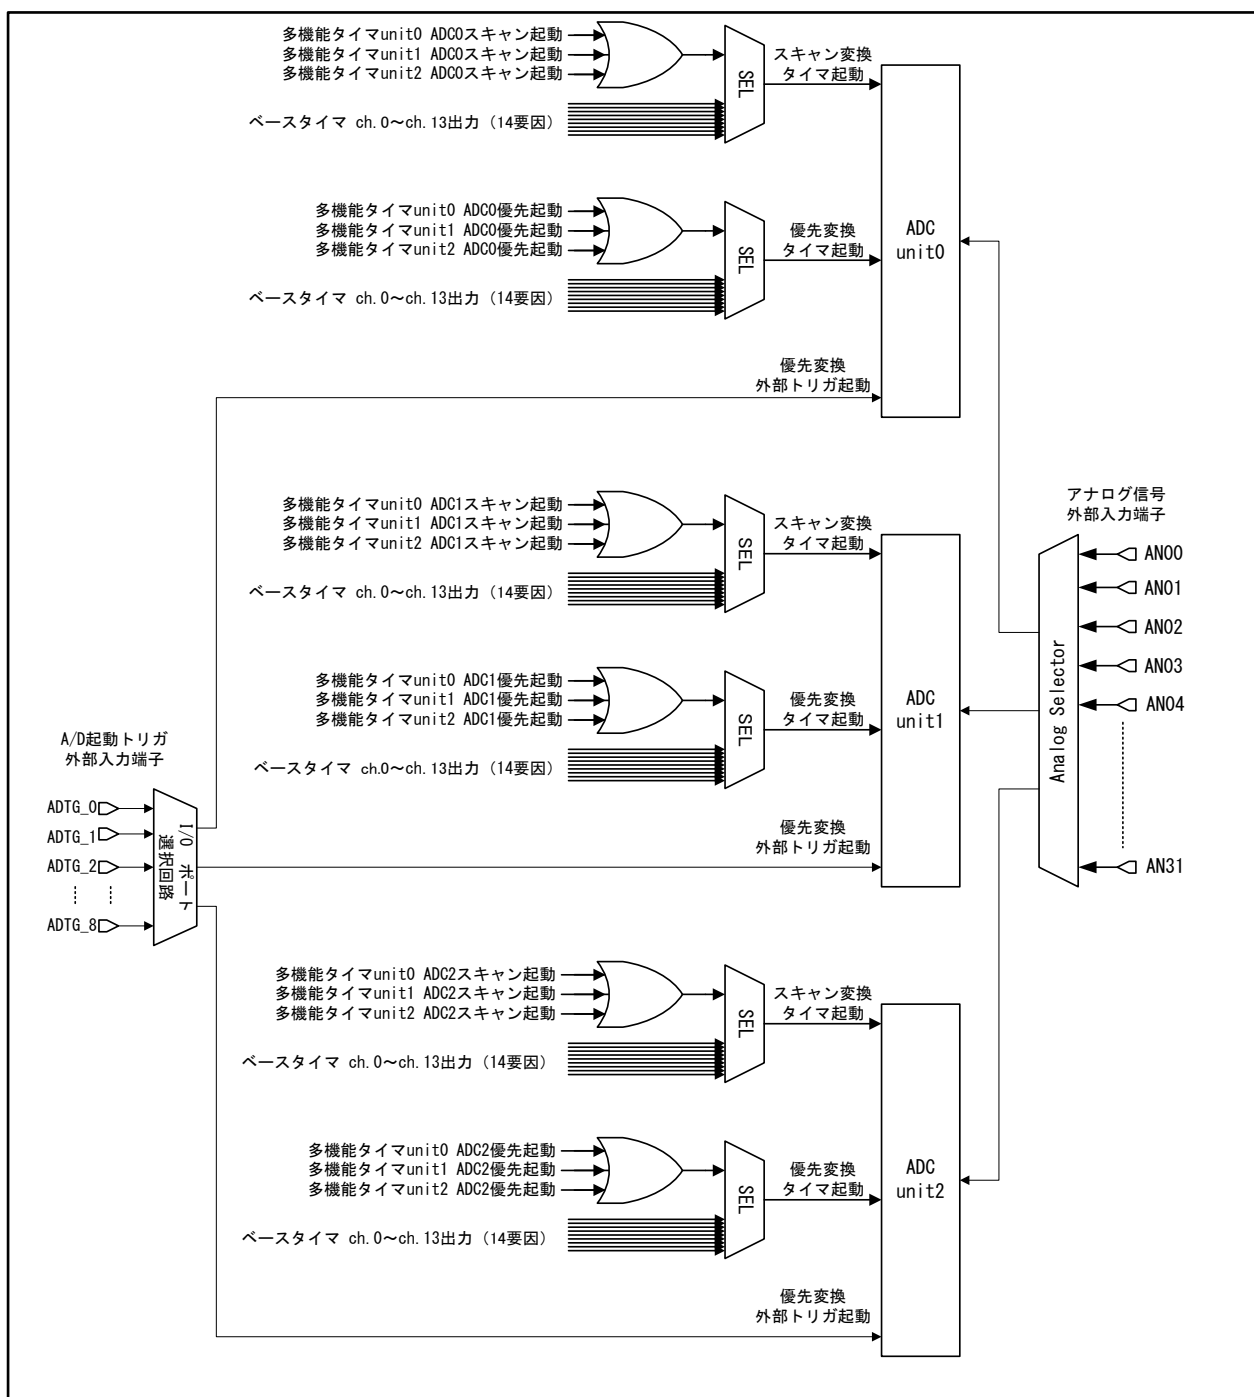 多機能タイマunit0 ADC0スキャン起動
多機能タイマunit1 ADC0スキャン起動
多機能タイマunit2 ADC0スキャン起動
ベースタイマ ch.0～ch.13出力 (14要因)
SEL
スキャン変換
タイマ起動
多機能タイマunit0 ADC0優先起動
多機能タイマunit1 ADC0優先起動
多機能タイマunit2 ADC0優先起動
ベースタイマ ch.0～ch.13出力 (14要因)
SEL
優先変換
タイマ起動
ADC
unit0
優先変換
外部トリガ起動
多機能タイマunit0 ADC1スキャン起動
多機能タイマunit1 ADC1スキャン起動
多機能タイマunit2 ADC1スキャン起動
ベースタイマ ch.0～ch.13出力 (14要因)
SEL
スキャン変換
タイマ起動
多機能タイマunit0 ADC1優先起動
多機能タイマunit1 ADC1優先起動
多機能タイマunit2 ADC1優先起動
ベースタイマ ch.0～ch.13出力 (14要因)
SEL
優先変換
タイマ起動
ADC
unit1
優先変換
外部トリガ起動
アナログ信号
外部入力端子
AN00
AN01
AN02
AN03
AN04
AN31
Analog Selector
A/D起動トリガ
外部入力端子
ADTG_0
ADTG_1
ADTG_2
ADTG_8
I/O ポート
選択回路
多機能タイマunit0 ADC2スキャン起動
多機能タイマunit1 ADC2スキャン起動
多機能タイマunit2 ADC2スキャン起動
ベースタイマ ch.0～ch.13出力 (14要因)
SEL
スキャン変換
タイマ起動
多機能タイマunit0 ADC2優先起動
多機能タイマunit1 ADC2優先起動
多機能タイマunit2 ADC2優先起動
ベースタイマ ch.0～ch.13出力 (14要因)
SEL
優先変換
タイマ起動
ADC
unit2
優先変換
外部トリガ起動